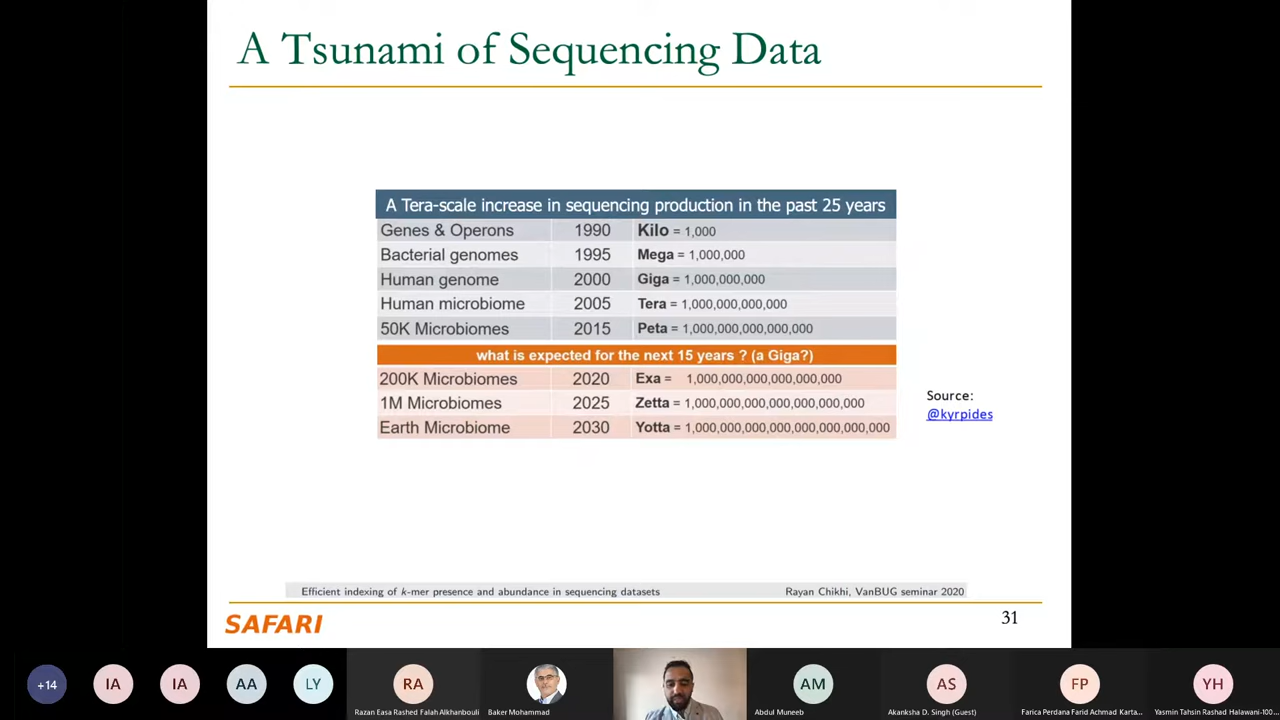 A Tsunami of Sequencing Data
A Tera-scale increase in sequencing production in the past 25 years
Genes & Operons 1990 Kilo = 1,000
Bacterial genomes 1995 Mega = 1,000,000
Human genome 2000 Giga = 1,000,000,000
Human microbiome 2005 Tera = 1,000,000,000,000
50K Microbiomes 2015 Peta = 1,000,000,000,000,000
what is expected for the next 15 years ? (a Giga?)
200K Microbiomes 2020 Exa = 1,000,000,000,000,000,000
1M Microbiomes 2025 Zetta = 1,000,000,000,000,000,000,000
Earth Microbiome 2030 Yotta = 1,000,000,000,000,000,000,000,000
Source:
@kyrpides
Efficient indexing of k-mer presence and abundance in sequencing datasets Rayan Chikhi, VanBUG seminar 2020
SAFARI 31
+14 IA IA AA LY RA AM AS FP YH
Razan Easa Rashed Falah Alkhanbouli Baker Mohammad Abdul Muneeb Akanksha D. Singh (Guest) Farica Perdana Farid Achmad Karta... Yasmin Tahsin Rashad Halawani-100...